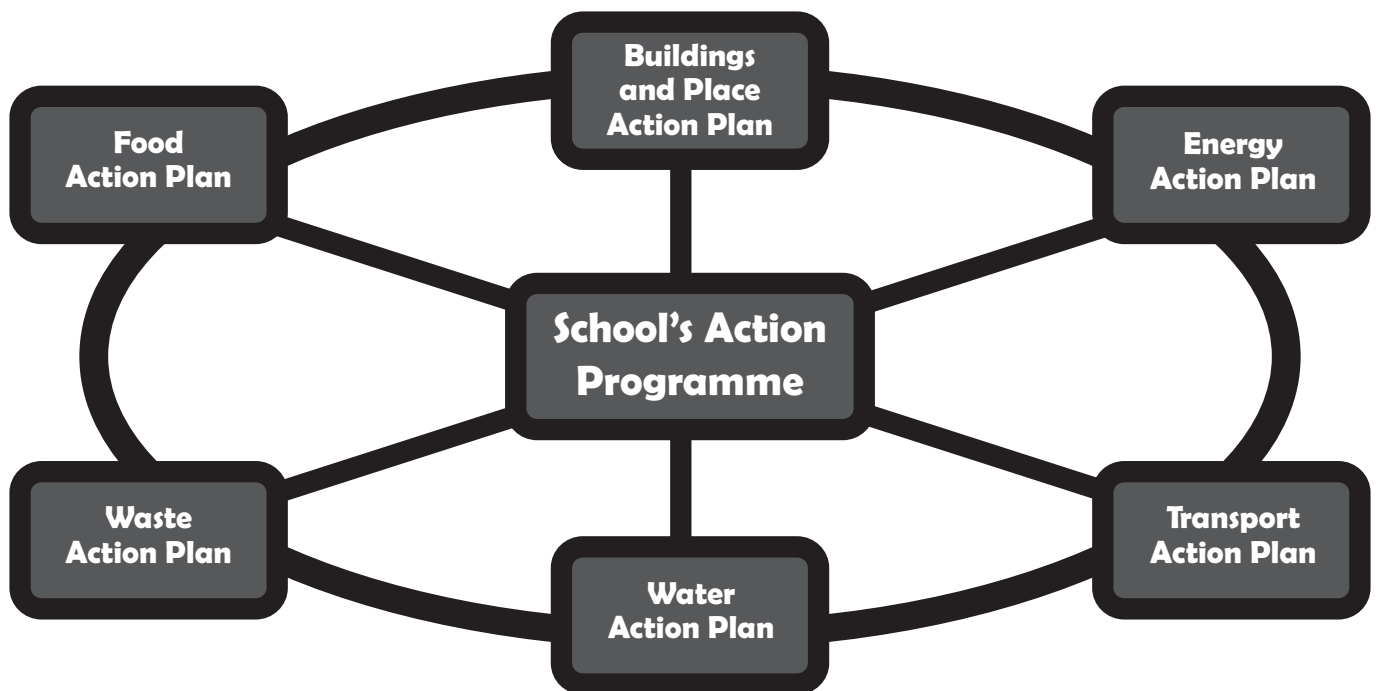 Buildings
and Place
Action Plan
Food
Action Plan
Energy
Action Plan
School’s Action
Programme
Waste
Action Plan
Transport
Action Plan
Water
Action Plan